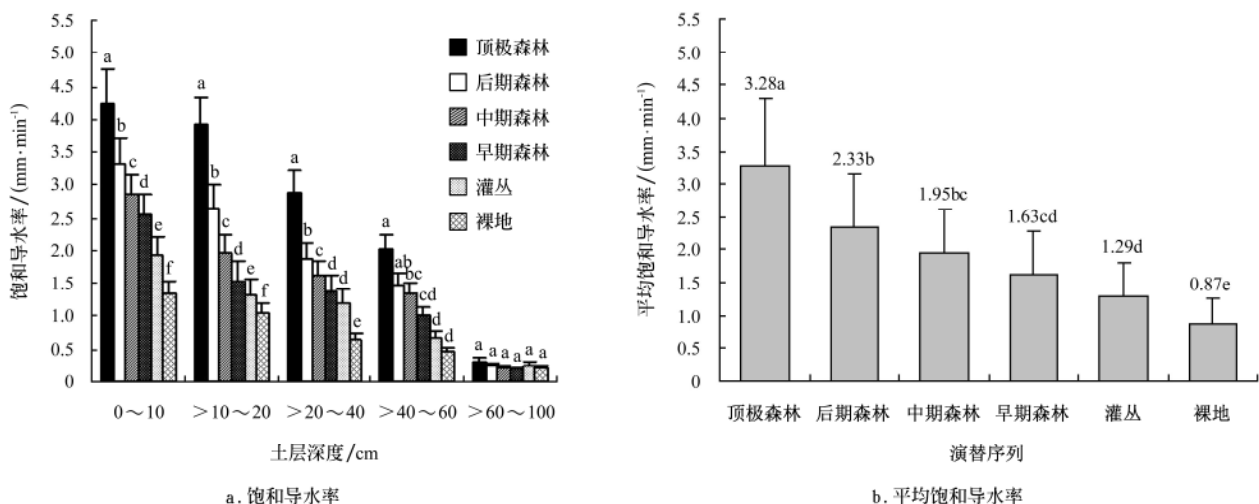 5.5
5.0
4.5
4.0
3.5
3.0
2.5
2.0
1.5
1.0
0.5
0
饱和导水率/(mm·min⁻¹)
a
b
c
d
e
f
a
b
c
d
e
f
a
b
c
d
d
e
a
ab
bc
cd
d
d
a
a
a
a
a
a
顶极森林
后期森林
中期森林
早期森林
灌丛
裸地
0～10
>10～20
>20～40
>40～60
>60～100
土层深度/cm
a.饱和导水率
5.5
5.0
4.5
4.0
3.5
3.0
2.5
2.0
1.5
1.0
0.5
0
平均饱和导水率/(mm·min⁻¹)
3.28a
2.33b
1.95bc
1.63cd
1.29d
0.87e
顶极森林
后期森林
中期森林
早期森林
灌丛
裸地
演替序列
b.平均饱和导水率